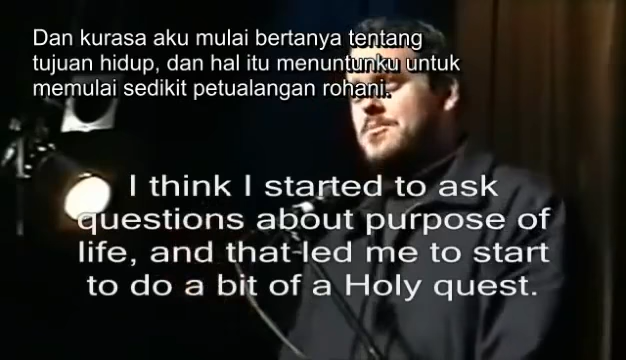 Dan kurasa aku mulai bertanya tentang
tujuan hidup, dan hal itu menuntunku untuk
memulai sedikit petualangan rohani.
I think I started to ask
questions about purpose of
life, and that led me to start
to do a bit of a Holy quest.